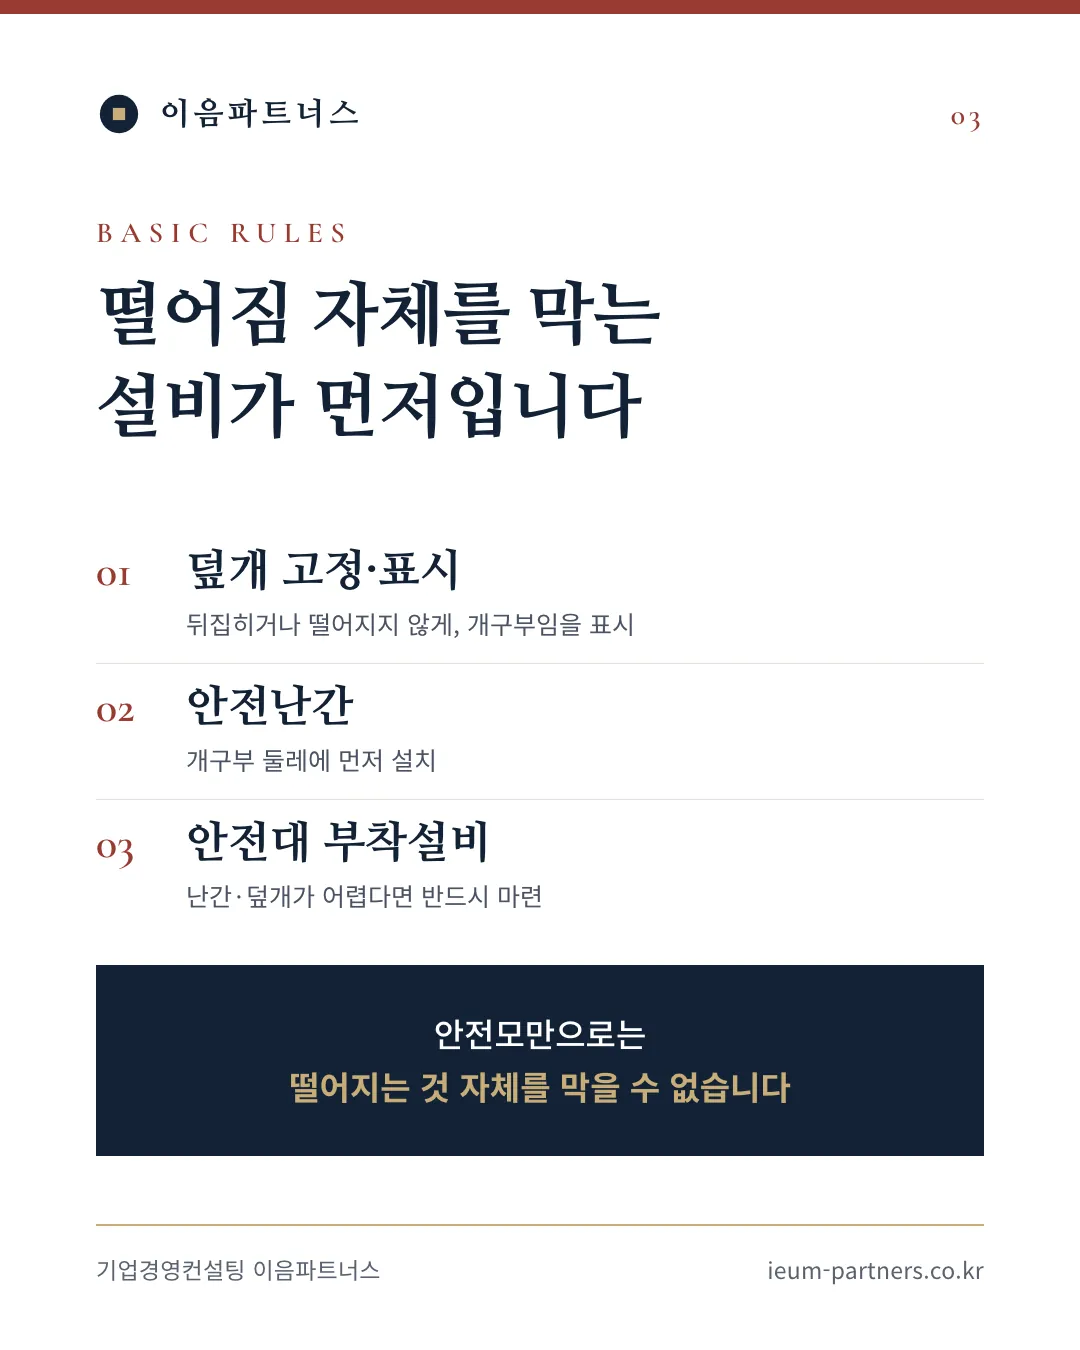 이음파트너스
03
BASIC RULES
떨어짐 자체를 막는
설비가 먼저입니다
01 덮개 고정·표시
뒤집히거나 떨어지지 않게, 개구부임을 표시
02 안전난간
개구부 둘레에 먼저 설치
03 안전대 부착설비
난간·덮개가 어렵다면 반드시 마련
안전모만으로는
떨어지는 것 자체를 막을 수 없습니다
기업경영컨설팅 이음파트너스
ieum-partners.co.kr